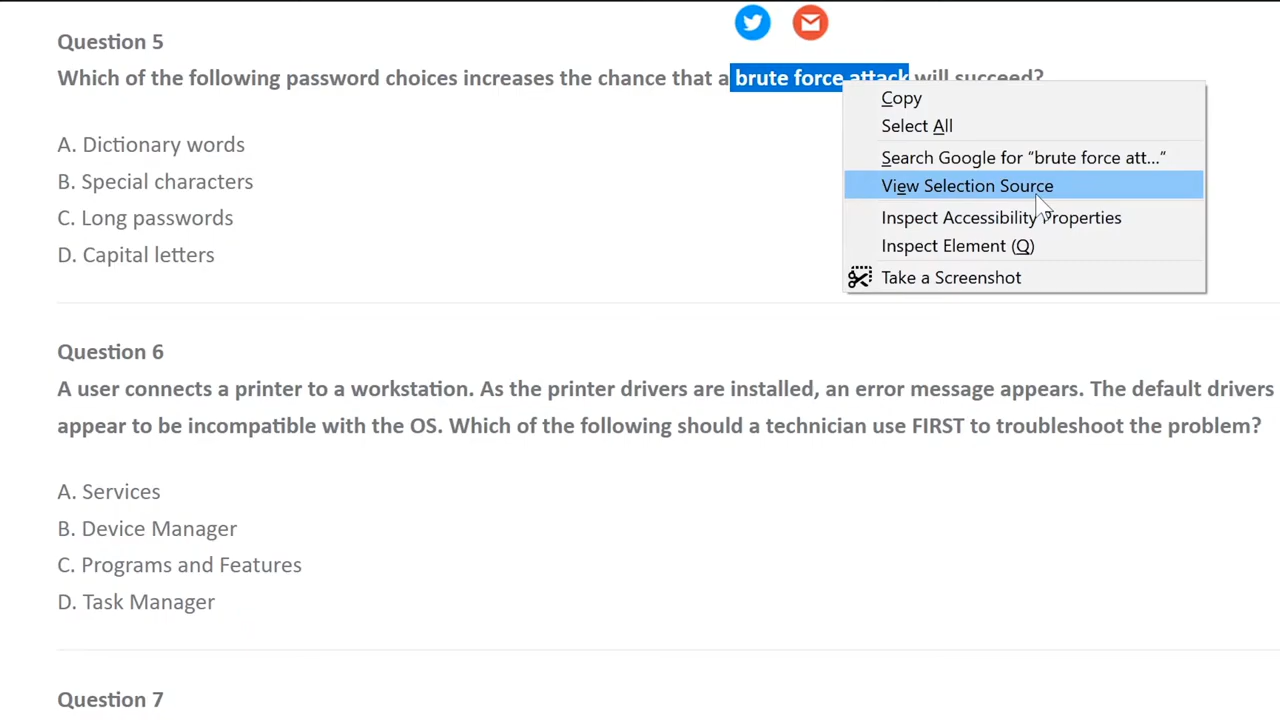 Question 5
Which of the following password choices increases the chance that a brute force attack will succeed?
Copy
Select All
Search Google for “brute force att...“
View Selection Source
Inspect Accessibility Properties
Inspect Element (Q)
Take a Screenshot
A. Dictionary words
B. Special characters
C. Long passwords
D. Capital letters
Question 6
A user connects a printer to a workstation. As the printer drivers are installed, an error message appears. The default drivers
appear to be incompatible with the OS. Which of the following should a technician use FIRST to troubleshoot the problem?
A. Services
B. Device Manager
C. Programs and Features
D. Task Manager
Question 7